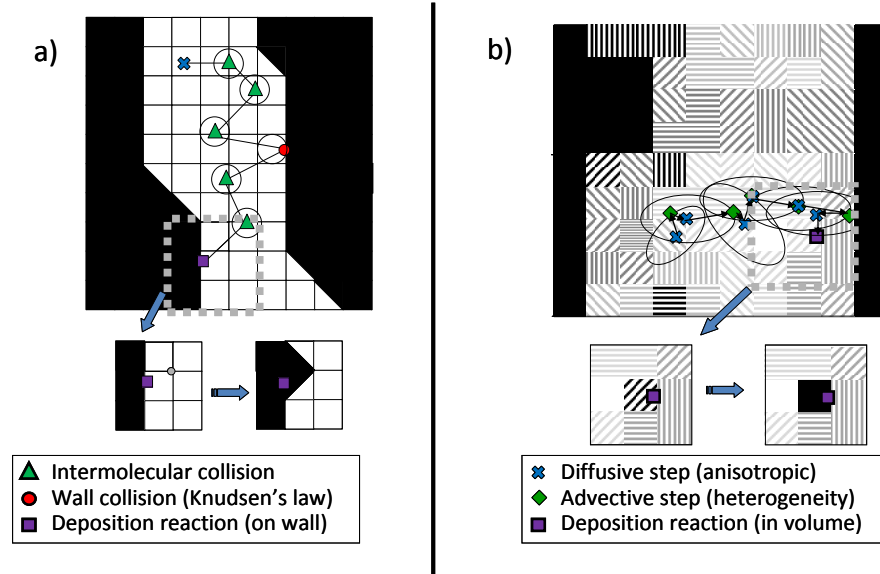 a)
Intermolecular collision
Wall collision (Knudsen's law)
Deposition reaction (on wall)
b)
Diffusive step (anisotropic)
Advective step (heterogeneity)
Deposition reaction (in volume)